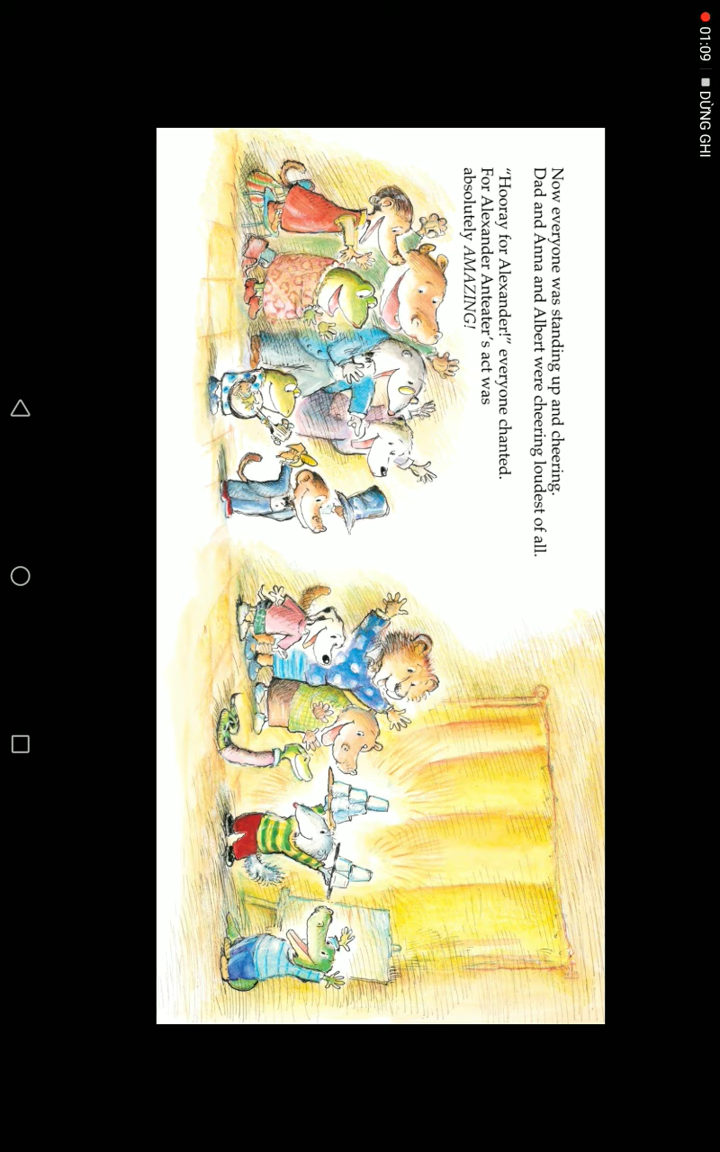 01:09 DỪNG GHI
Now everyone was standing up and cheering.
Dad and Anna and Albert were cheering loudest of all.
“Hooray for Alexander!” everyone chanted.
For Alexander Anteater’s act was
absolutely AMAZING!